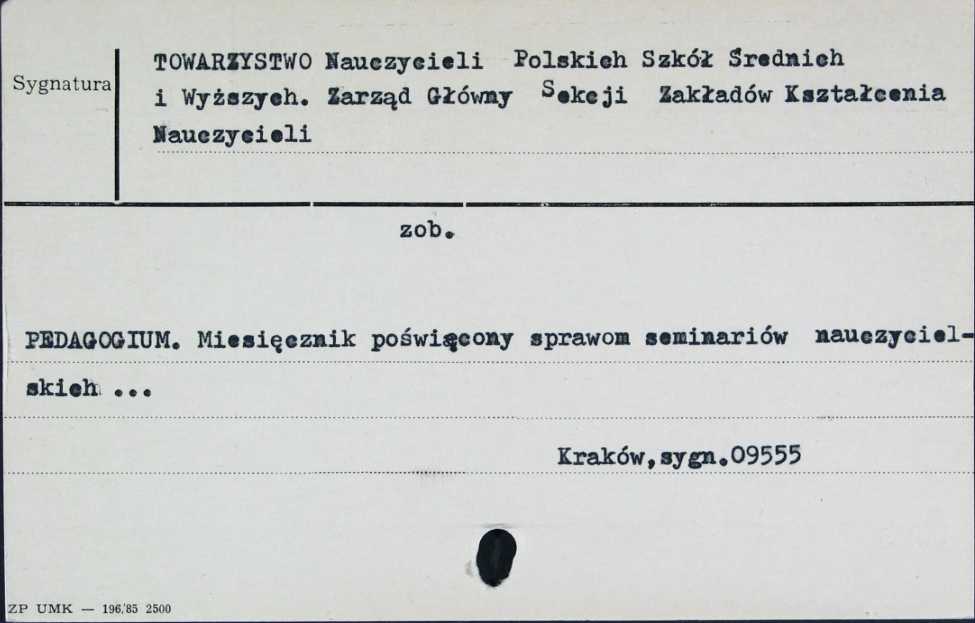 Sygnatura
TOWARZYSTWO Nauczycieli Polskich Szkół Średnich
i Wyższych. Zarząd Główny Sekcji Zakładów Kształcenia
Nauczycieli
zob.
PEDAGOGIUM. Miesięcznik poświęcony sprawom seminariów nauczyciel-
skich ...
Kraków,sygn.09555
ZP UMK — 196/85 2500